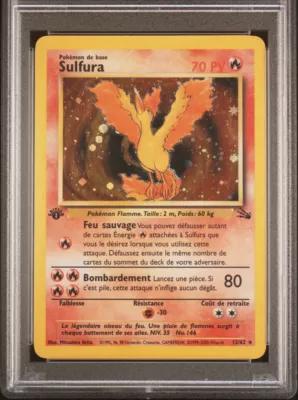 Pokémon de base
Sulfura
70 PV
Pokémon Flamme. Taille: 2 m, Poids: 60 kg
Feu sauvage Vous pouvez défausser autant
de cartes Énergie attachées à Sulfura
que vous le désirez lorsque vous utilisez cette
attaque. Défaussez ensuite le même nombre de
cartes du sommet du deck de votre adversaire.
Bombardement Lancez une pièce. Si
c'est pile, cette attaque n'inflige aucun dégât.
80
Faiblesse Résistance Coût de retraite
-30
Le légendaire oiseau du feu. Une pluie de flammes surgit à
chaque battement de ses ailes. NIV. 35 No. 146
Illus. Mitsuhiro Arita
12/62